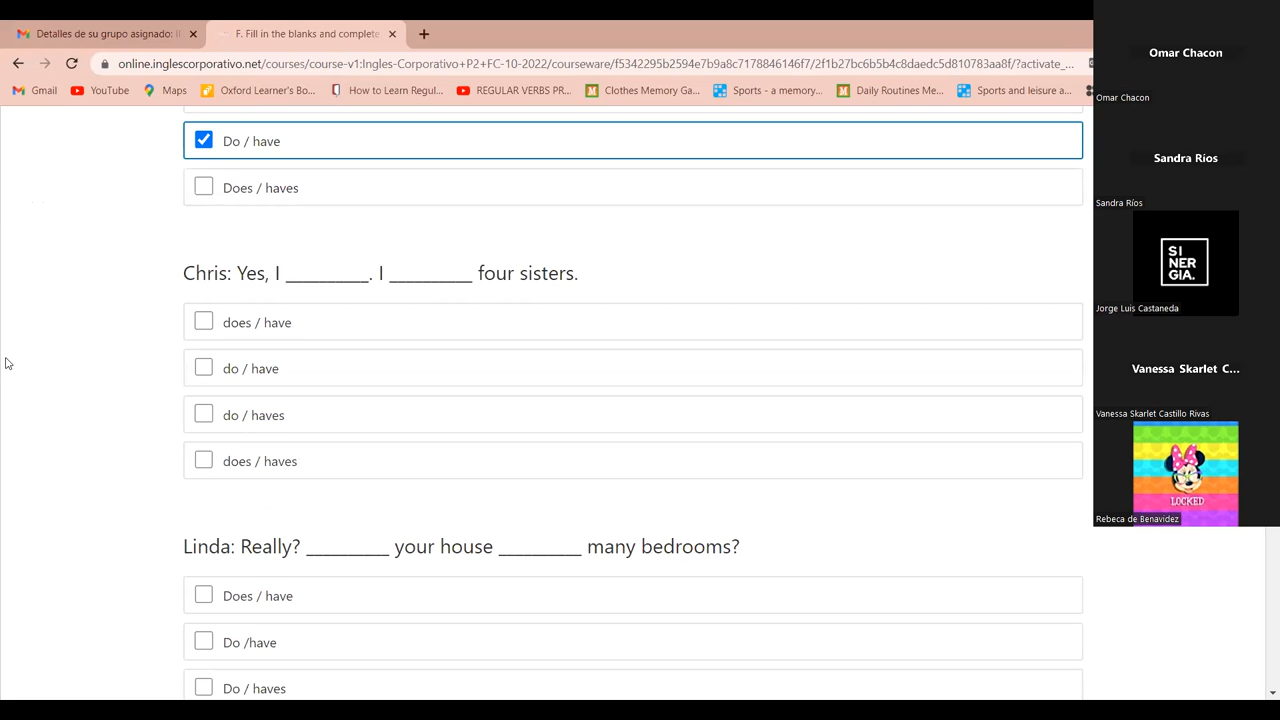 Detalles de su grupo asignado: I
F. Fill in the blanks and complete
online.inglescorporativo.net/courses/course-v1:Ingles-Corporativo+P2+FC-10-2022/courseware/f5342295b2594e7b9a8c7178846146f7/2f1b27bc6b5b4c8daedc5d810783aa8f/?activate_...
Gmail
YouTube
Maps
Oxford Learner's Bo...
How to Learn Regul...
REGULAR VERBS PR...
Clothes Memory Ga...
Sports - a memory...
Daily Routines Me...
Sports and leisure a...
Do / have
Does / haves
Chris: Yes, I __________. I __________ four sisters.
does / have
do / have
do / haves
does / haves
Linda: Really? __________ your house __________ many bedrooms?
Does / have
Do /have
Do / haves
Omar Chacon
Omar Chacon
Sandra Ríos
Sandra Ríos
SI
NER
GIA.
Jorge Luis Castaneda
Vanessa Skarlet C...
Vanessa Skarlet Castillo Rivas
LOCKED
Rebeca de Benavidez